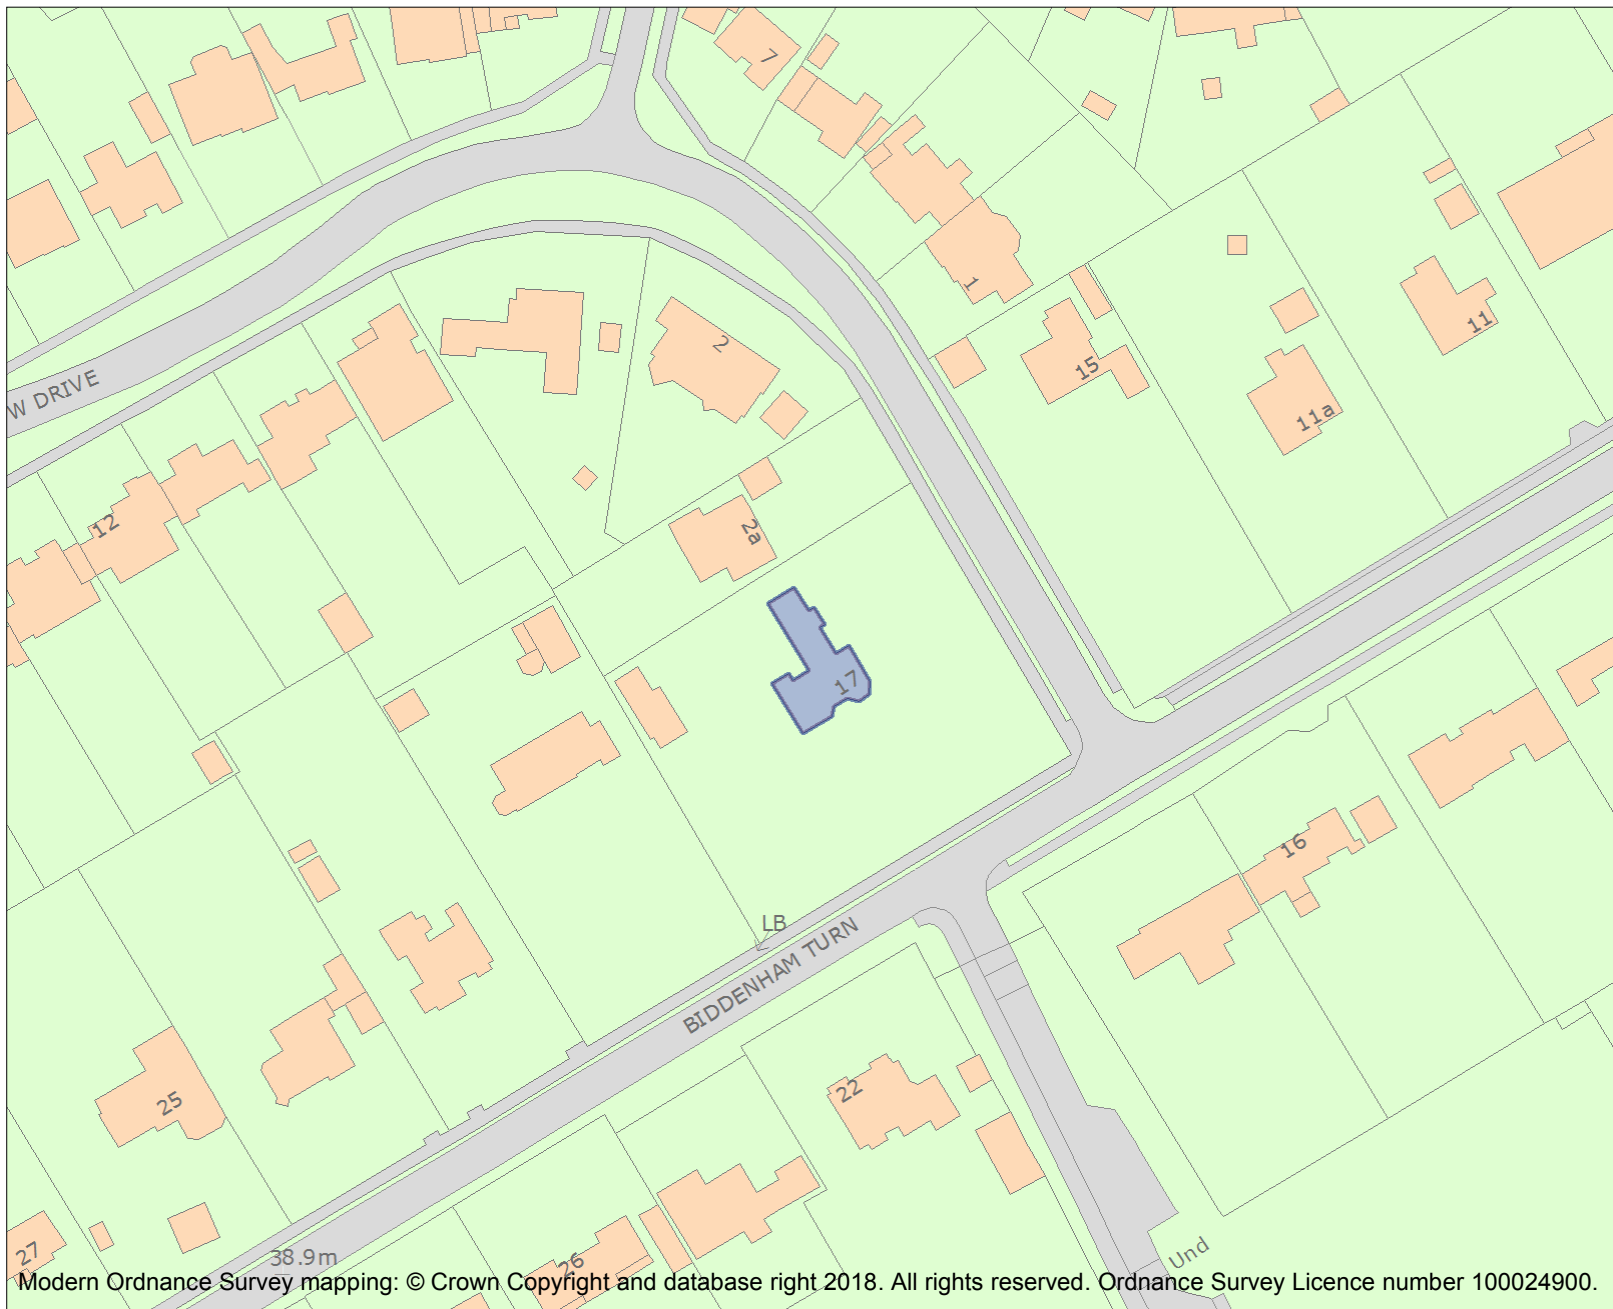 7
1
2
15
11
11a
W DRIVE
12
2a
17
16
LB
BIDDENHAM TURN
22
25
27
38.9m
26
Und
Modern Ordnance Survey mapping: © Crown Copyright and database right 2018. All rights reserved. Ordnance Survey Licence number 100024900.